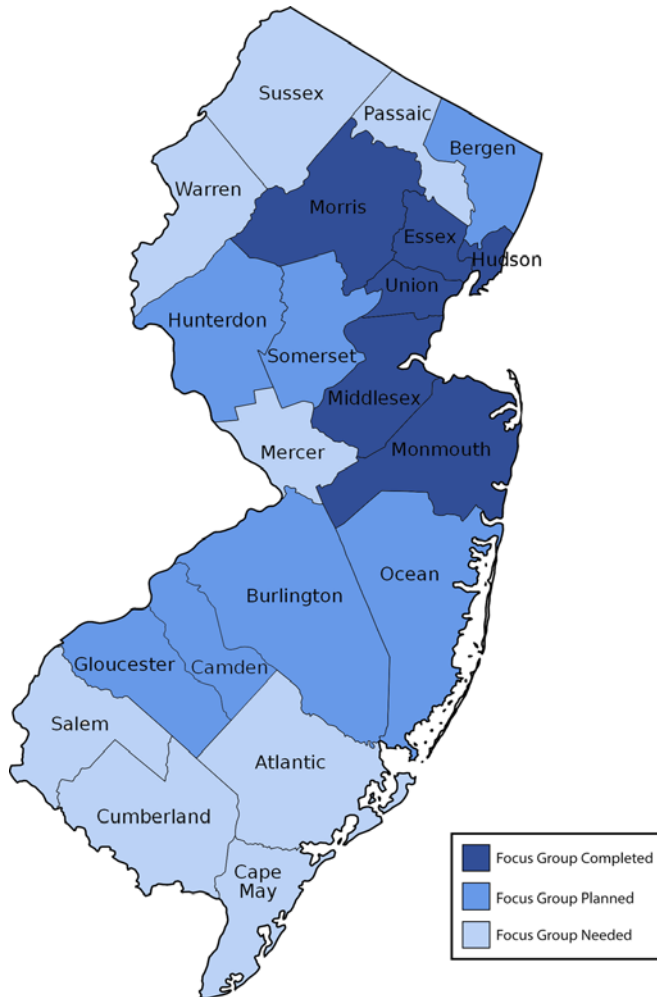 Sussex
Passaic
Bergen
Warren
Morris
Essex
Hudson
Union
Hunterdon
Somerset
Middlesex
Mercer
Monmouth
Ocean
Burlington
Gloucester
Camden
Salem
Atlantic
Cumberland
Cape
May
Focus Group Completed
Focus Group Planned
Focus Group Needed